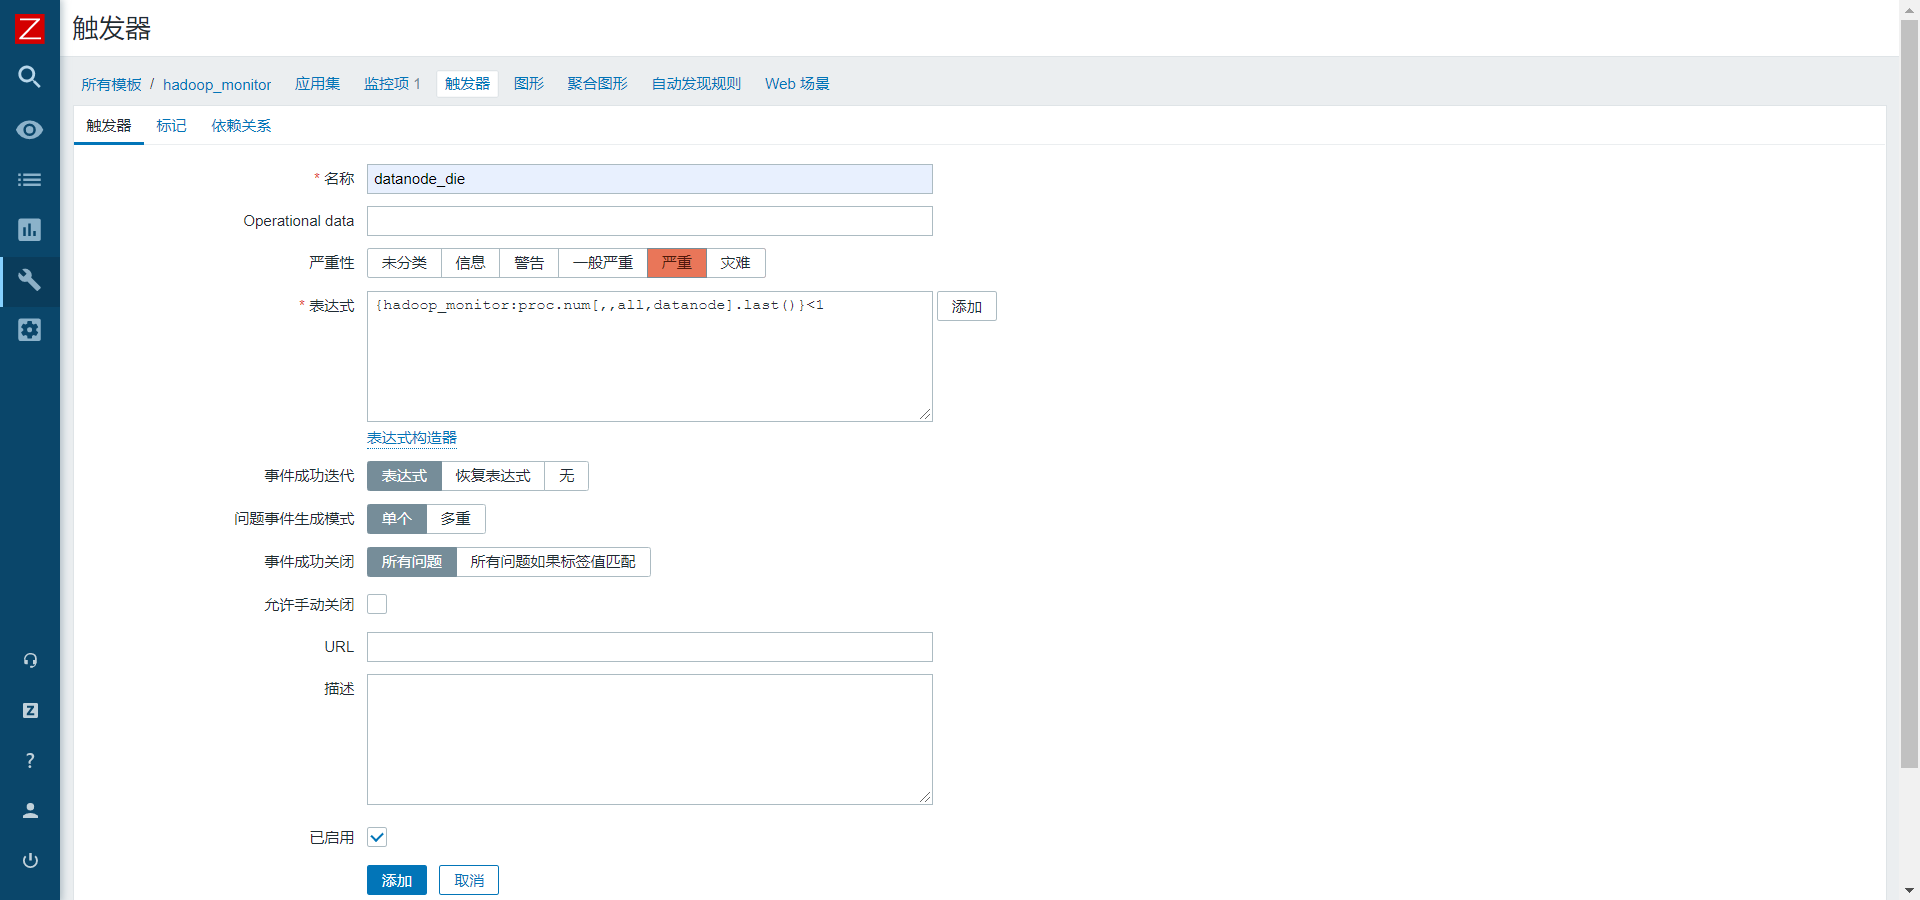 触发器
所有模板 / hadoop_monitor 应用集 监控项 1 触发器 图形 聚合图形 自动发现规则 Web 场景
触发器 标记 依赖关系
* 名称 datanode_die
Operational data
严重性 未分类 信息 警告 一般严重 严重 灾难
* 表达式 {hadoop_monitor:proc.num[,,all,datanode].last()}<1 添加
表达式构造器
事件成功迭代 表达式 恢复表达式 无
问题事件生成模式 单个 多重
事件成功关闭 所有问题 所有问题如果标签值匹配
允许手动关闭
URL
描述
已启用
添加 取消